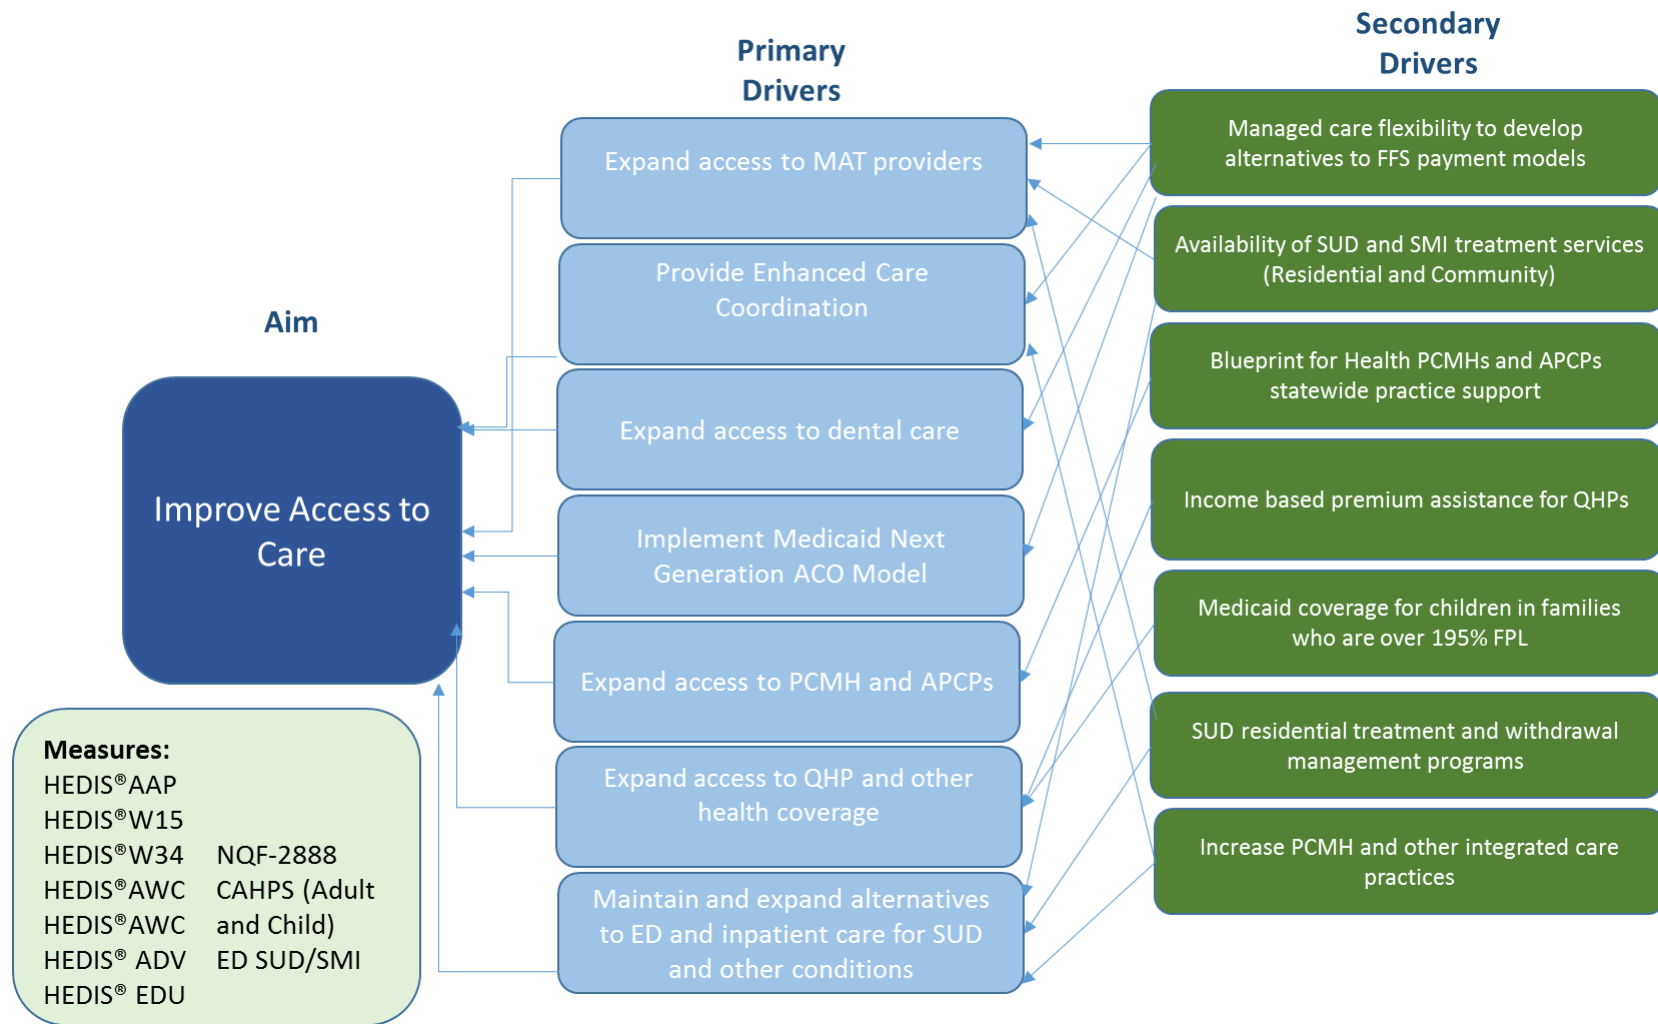 Primary
Drivers
Secondary
Drivers
Aim
Improve Access to
Care
Measures:
HEDIS®AAP
HEDIS®W15
HEDIS®W34
HEDIS®AWC
HEDIS®AWC
HEDIS® ADV
HEDIS® EDU
NQF-2888
CAHPS (Adult
and Child)
ED SUD/SMI
Expand access to MAT providers
Provide Enhanced Care
Coordination
Expand access to dental care
Implement Medicaid Next
Generation ACO Model
Expand access to PCMH and APCPs
Expand access to QHP and other
health coverage
Maintain and expand alternatives
to ED and inpatient care for SUD
and other conditions
Managed care flexibility to develop
alternatives to FFS payment models
Availability of SUD and SMI treatment services
(Residential and Community)
Blueprint for Health PCMHs and APCPs
statewide practice support
Income based premium assistance for QHPs
Medicaid coverage for children in families
who are over 195% FPL
SUD residential treatment and withdrawal
management programs
Increase PCMH and other integrated care
practices